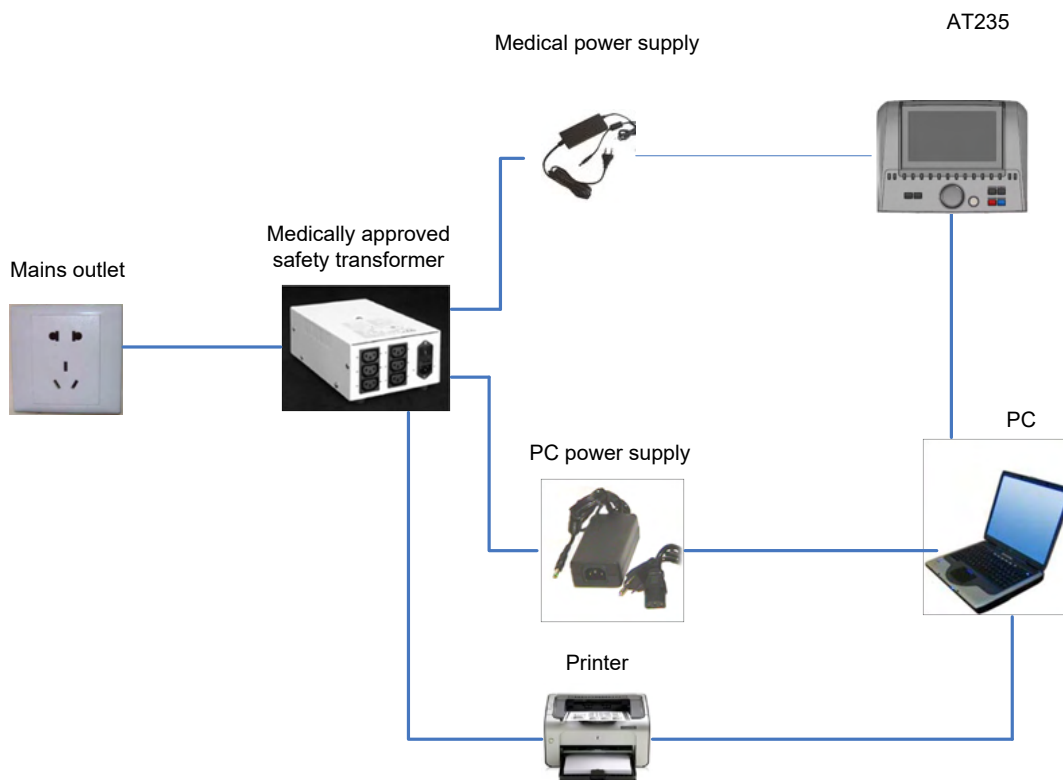 AT235
Medical power supply
Medically approved
safety transformer
Mains outlet
PC
PC power supply
Printer